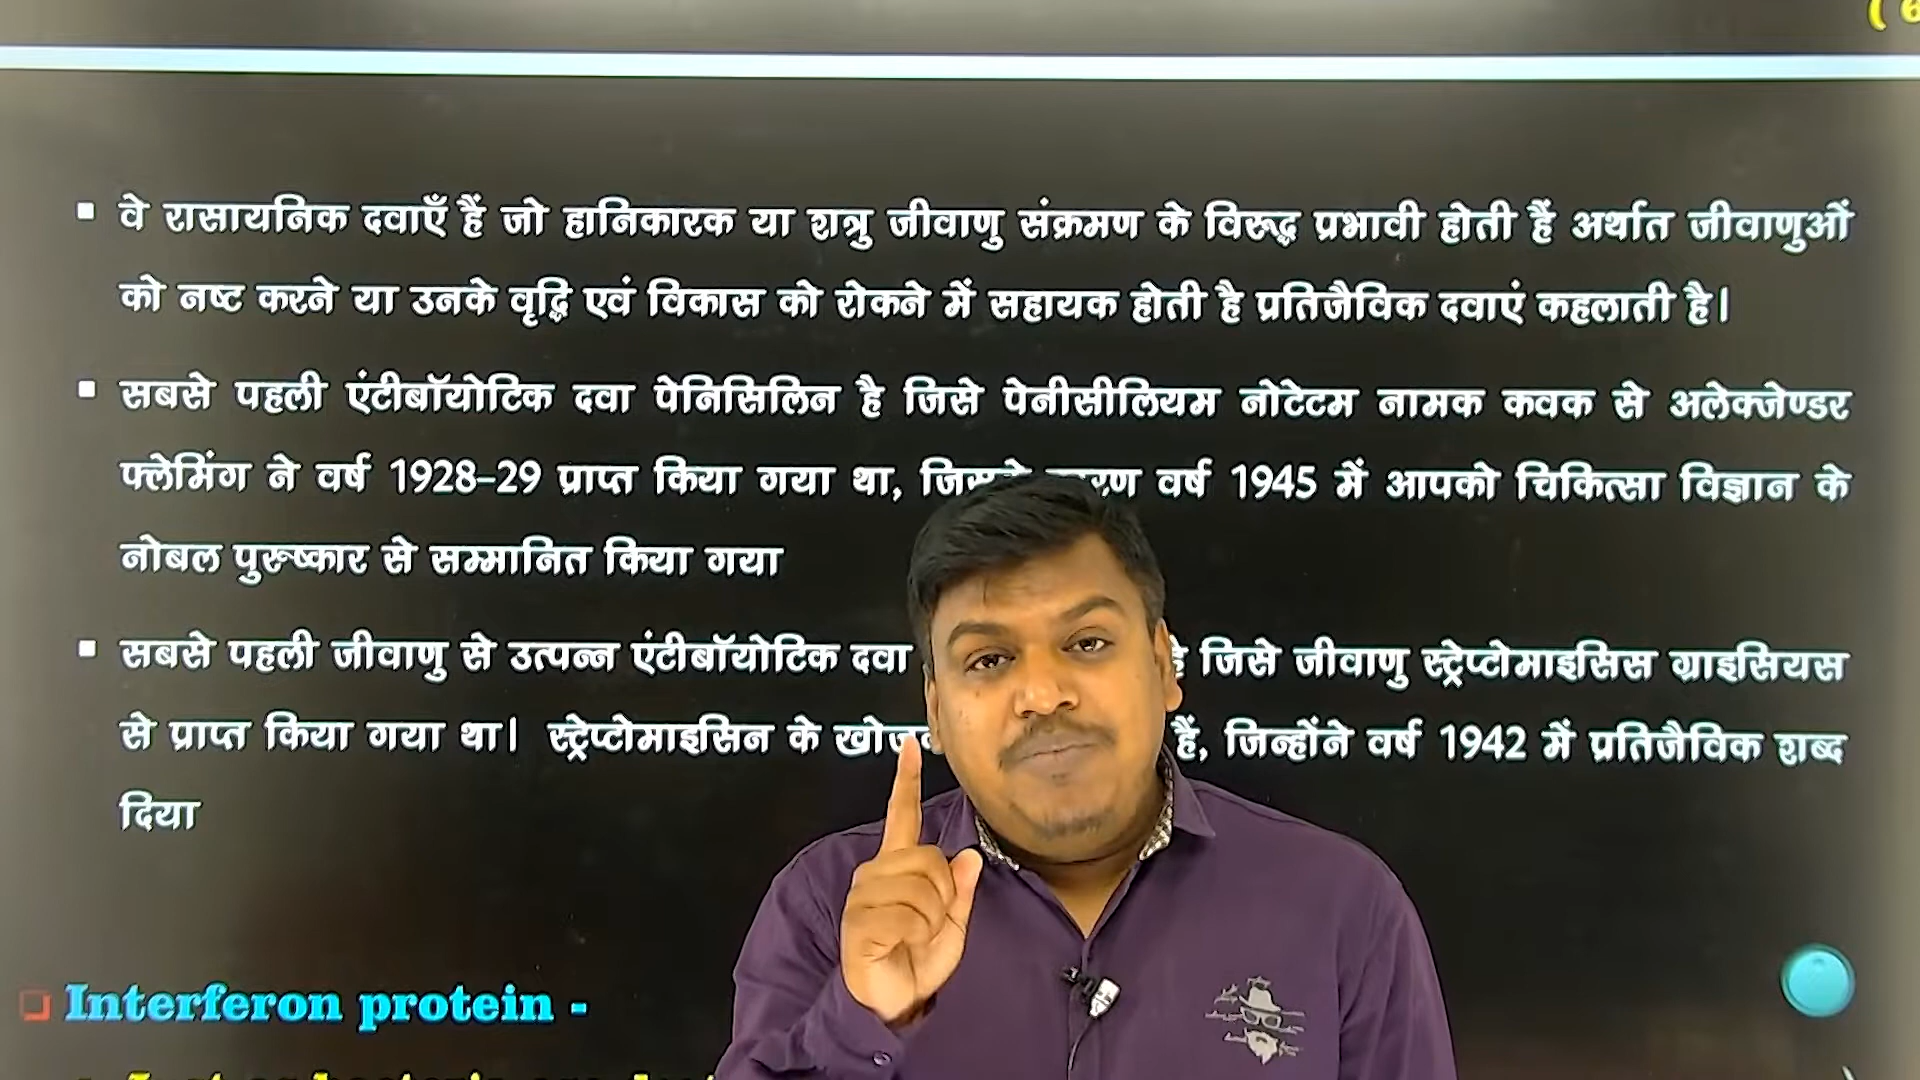 ( 6
▪ वे रासायनिक दवाएँ हैं जो हानिकारक या शत्रु जीवाणु संक्रमण के विरूद्ध प्रभावी होती हैं अर्थात जीवाणुओं
को नष्ट करने या उनके वृद्धि एवं विकास को रोकने में सहायक होती है प्रतिजैविक दवाएं कहलाती है।
▪ सबसे पहली एंटीबॉयोटिक दवा पेनिसिलिन है जिसे पेनीसीलियम नोटेटम नामक कवक से अलेक्जेण्डर
फ्लेमिंग ने वर्ष 1928-29 प्राप्त किया गया था, वर्ष 1945 में आपको चिकित्सा विज्ञान के
नोबल पुरूष्कार से सम्मानित किया गया
▪ सबसे पहली जीवाणु से उत्पन्न एंटीबॉयोटिक दवा है जिसे जीवाणु स्ट्रेप्टोमाइसिस ग्राइसियस
से प्राप्त किया गया था। स्ट्रेप्टोमाइसिन के हैं, जिन्होंने वर्ष 1942 में प्रतिजैविक शब्द
दिया
Interferon protein -